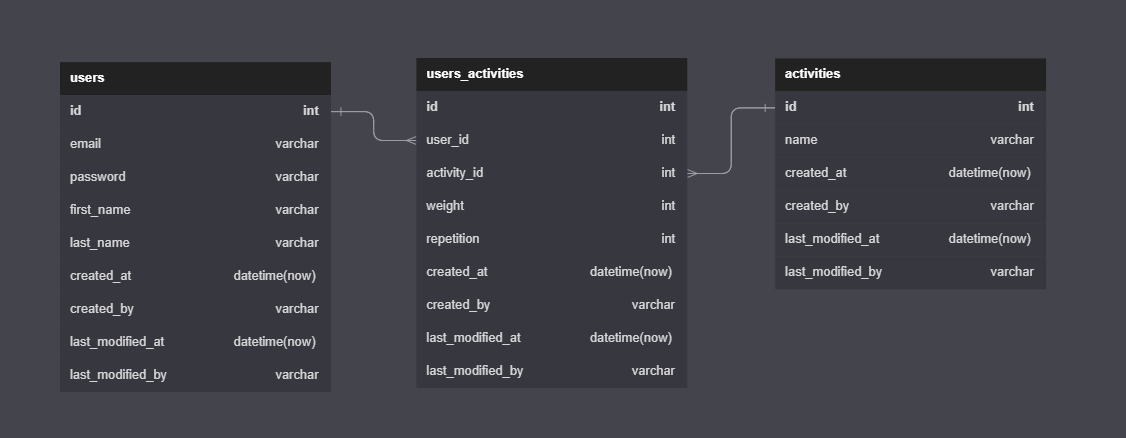 users
id int
email varchar
password varchar
first_name varchar
last_name varchar
created_at datetime(now)
created_by varchar
last_modified_at datetime(now)
last_modified_by varchar
users_activities
id int
user_id int
activity_id int
weight int
repetition int
created_at datetime(now)
created_by varchar
last_modified_at datetime(now)
last_modified_by varchar
activities
id int
name varchar
created_at datetime(now)
created_by varchar
last_modified_at datetime(now)
last_modified_by varchar